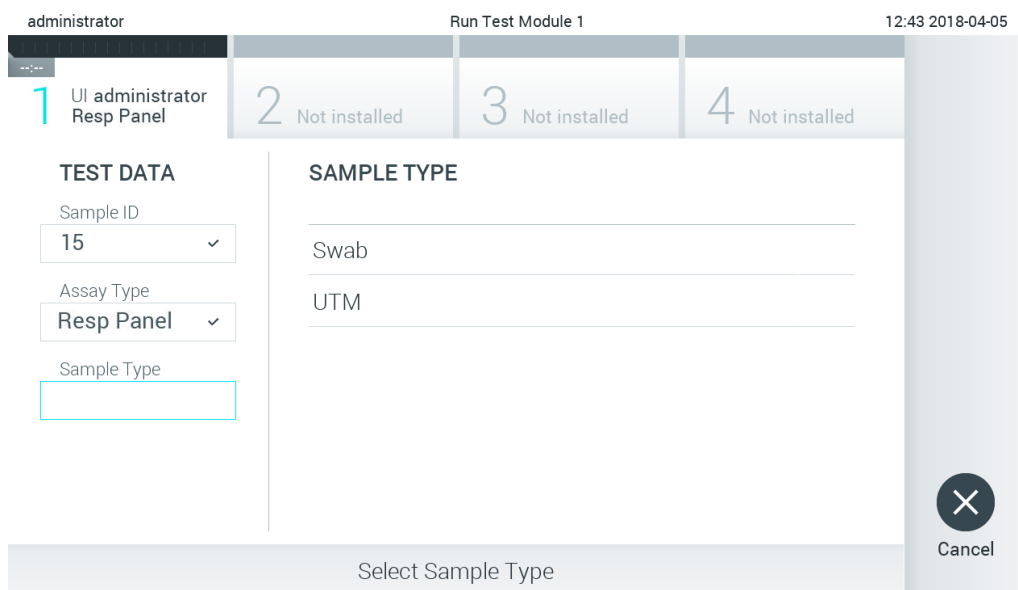 administrator Run Test Module 1 12:43 2018-04-05
--:--
1 UI administrator
Resp Panel
2 Not installed
3 Not installed
4 Not installed
TEST DATA
Sample ID
15
Assay Type
Resp Panel
Sample Type
SAMPLE TYPE
Swab
UTM
Cancel
Select Sample Type